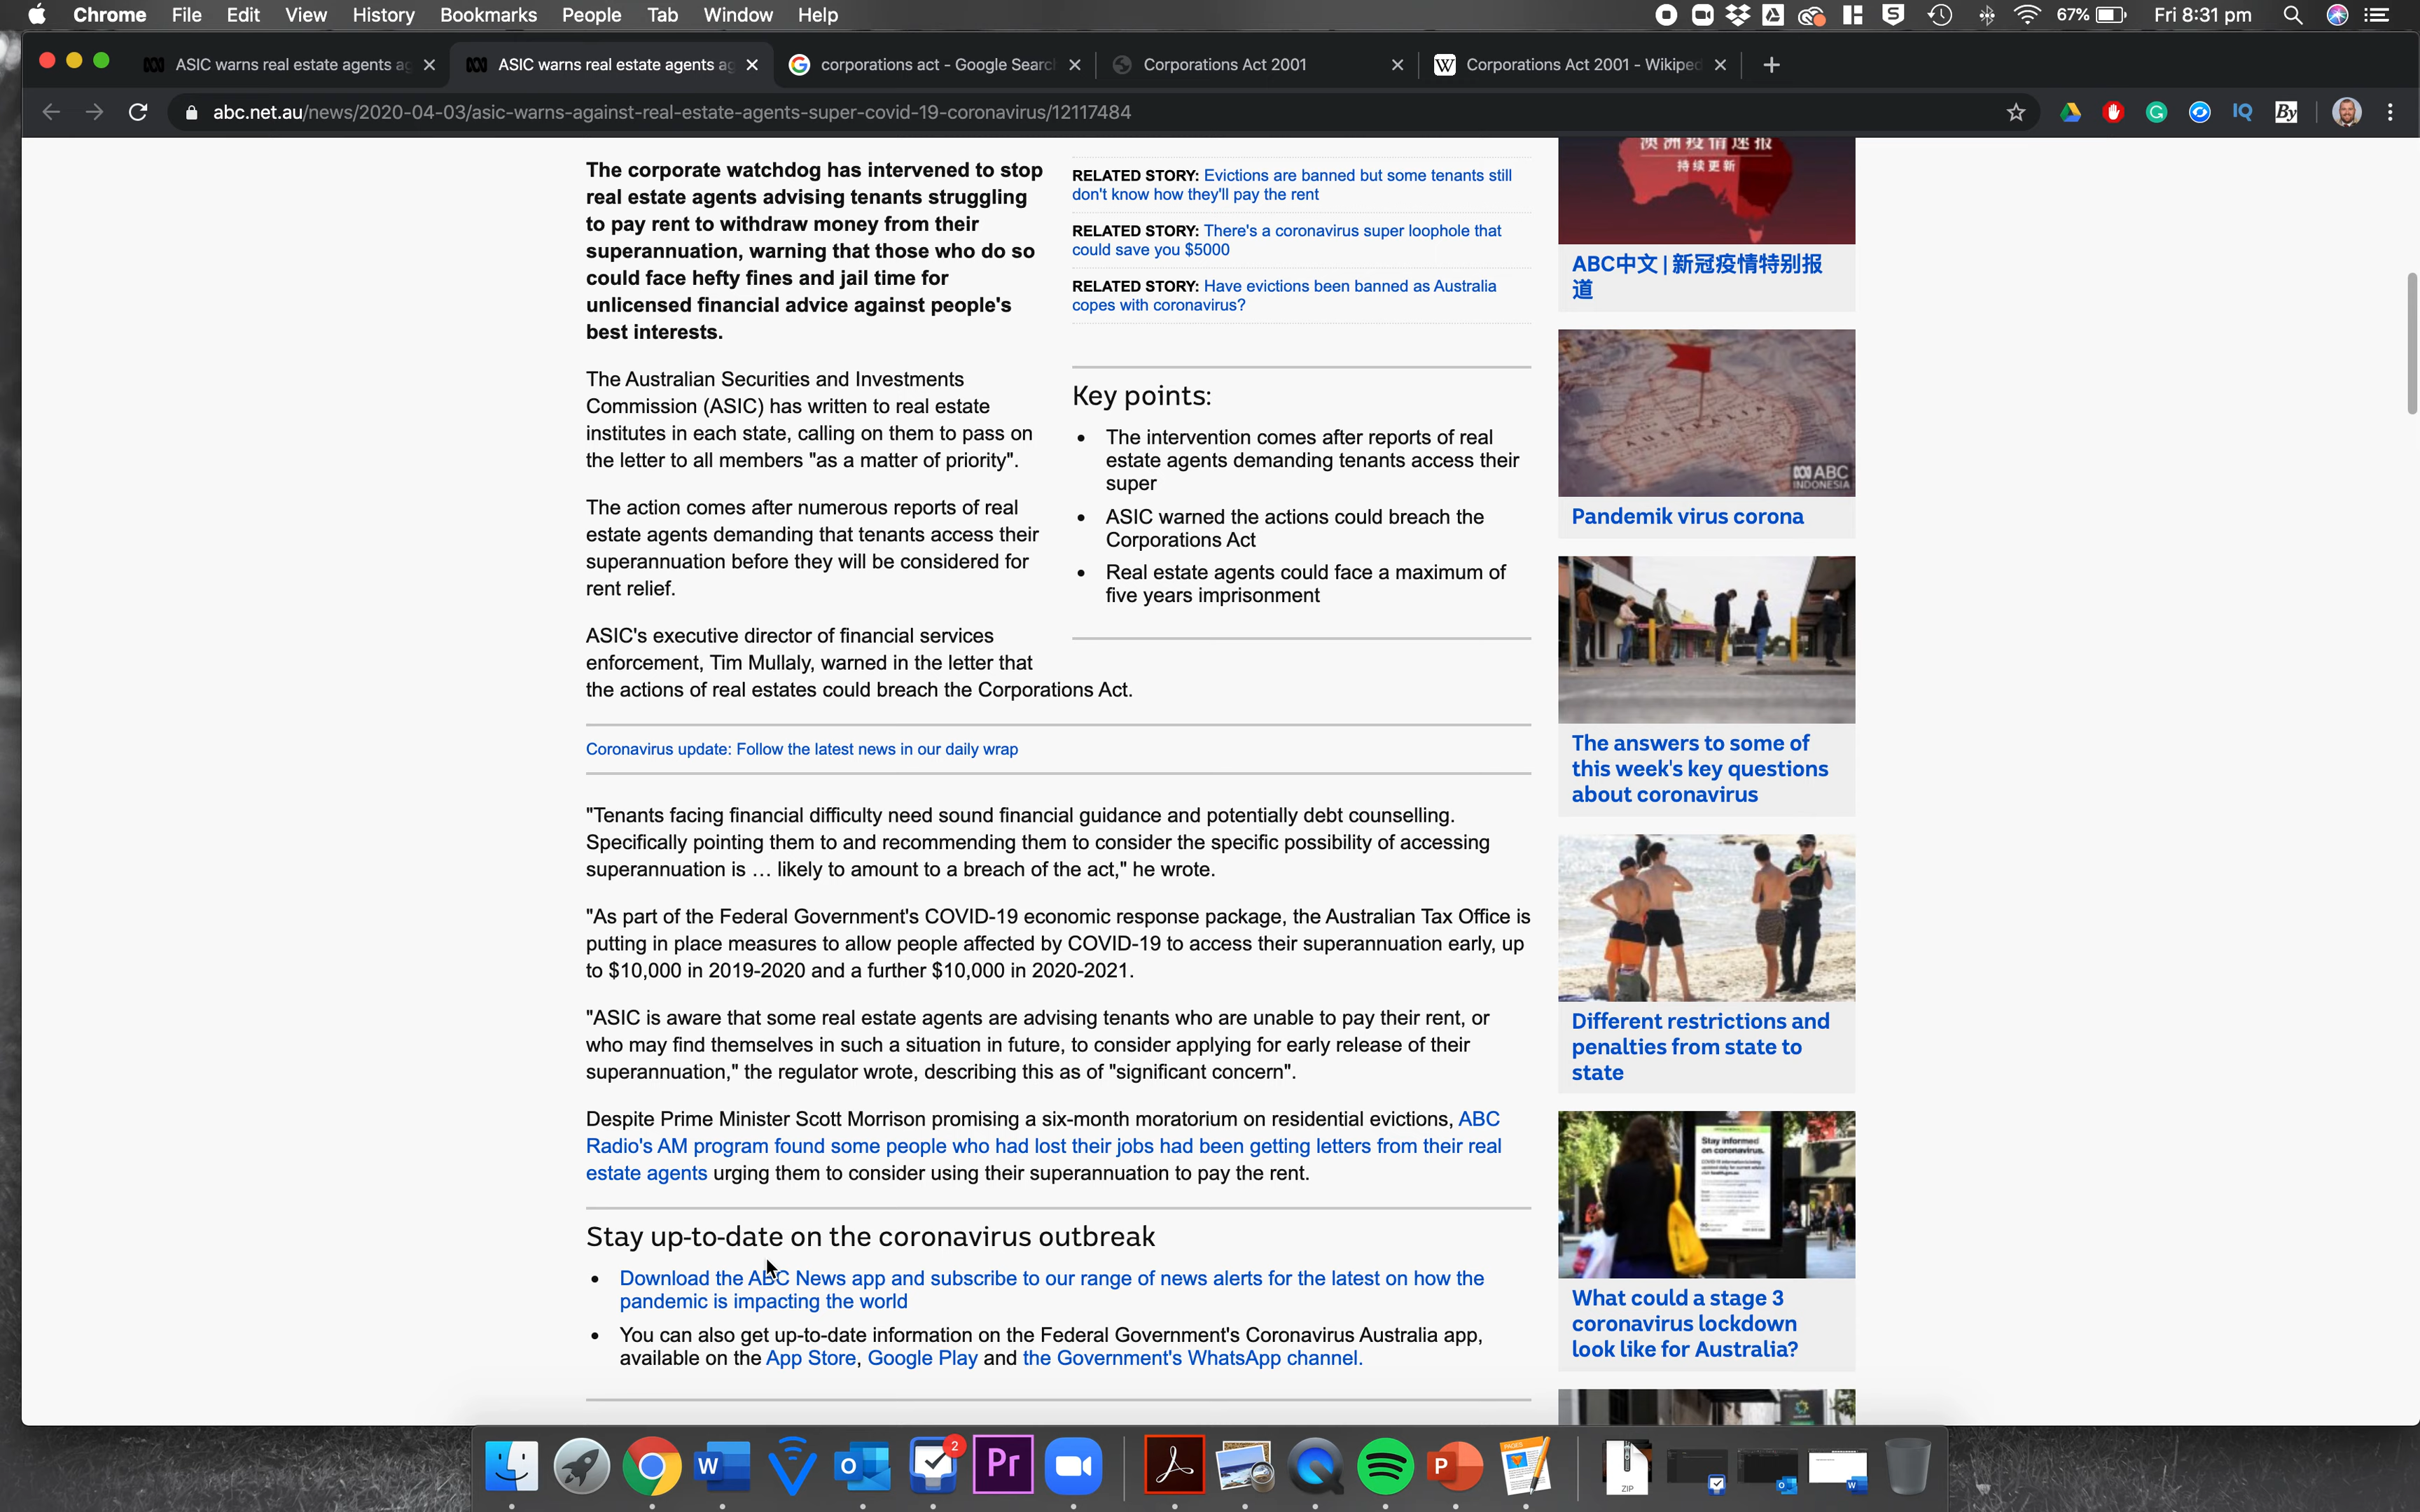 Chrome File Edit View History Bookmarks People Tab Window Help
67% Fri 8:31 pm
ASIC warns real estate agents ag
ASIC warns real estate agents ag
corporations act - Google Search
Corporations Act 2001
Corporations Act 2001 - Wikiped
abc.net.au/news/2020-04-03/asic-warns-against-real-estate-agents-super-covid-19-coronavirus/12117484
The corporate watchdog has intervened to stop
real estate agents advising tenants struggling
to pay rent to withdraw money from their
superannuation, warning that those who do so
could face hefty fines and jail time for
unlicensed financial advice against people's
best interests.
The Australian Securities and Investments
Commission (ASIC) has written to real estate
institutes in each state, calling on them to pass on
the letter to all members "as a matter of priority".
The action comes after numerous reports of real
estate agents demanding that tenants access their
superannuation before they will be considered for
rent relief.
ASIC's executive director of financial services
enforcement, Tim Mullaly, warned in the letter that
the actions of real estates could breach the Corporations Act.
RELATED STORY: Evictions are banned but some tenants still
don't know how they'll pay the rent
RELATED STORY: There's a coronavirus super loophole that
could save you $5000
RELATED STORY: Have evictions been banned as Australia
copes with coronavirus?
Key points:
• The intervention comes after reports of real
estate agents demanding tenants access their
super
• ASIC warned the actions could breach the
Corporations Act
• Real estate agents could face a maximum of
five years imprisonment
Coronavirus update: Follow the latest news in our daily wrap
"Tenants facing financial difficulty need sound financial guidance and potentially debt counselling.
Specifically pointing them to and recommending them to consider the specific possibility of accessing
superannuation is … likely to amount to a breach of the act," he wrote.
"As part of the Federal Government's COVID-19 economic response package, the Australian Tax Office is
putting in place measures to allow people affected by COVID-19 to access their superannuation early, up
to $10,000 in 2019-2020 and a further $10,000 in 2020-2021.
"ASIC is aware that some real estate agents are advising tenants who are unable to pay their rent, or
who may find themselves in such a situation in future, to consider applying for early release of their
superannuation," the regulator wrote, describing this as of "significant concern".
Despite Prime Minister Scott Morrison promising a six-month moratorium on residential evictions, ABC
Radio's AM program found some people who had lost their jobs had been getting letters from their real
estate agents urging them to consider using their superannuation to pay the rent.
Stay up-to-date on the coronavirus outbreak
• Download the ABC News app and subscribe to our range of news alerts for the latest on how the
pandemic is impacting the world
• You can also get up-to-date information on the Federal Government's Coronavirus Australia app,
available on the App Store, Google Play and the Government's WhatsApp channel.
澳洲疫情速报
持续更新
ABC中文 | 新冠疫情特别报
道
AUSTRALIA
ABC
INDONESIA
Pandemik virus corona
The answers to some of
this week's key questions
about coronavirus
Different restrictions and
penalties from state to
state
Stay informed
on coronavirus.
What could a stage 3
coronavirus lockdown
look like for Australia?
2
Pr
PAGES
ZIP